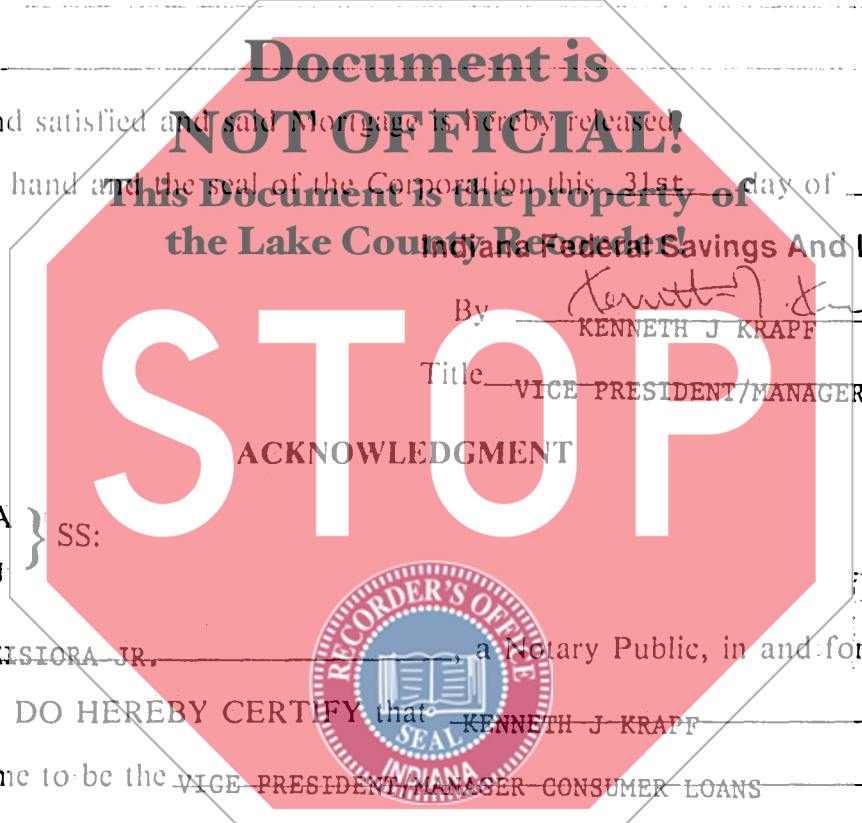 Document is
nd satisfied and said Mortgage is hereby released.
NOT OFFICIAL!
hand and the seal of the Corporation this 31st day of
This Document is the property of
the Lake County Recorder!
Indiana Federal Savings And
By
KENNETH J KRAPF
Title VICE PRESIDENT/MANAGER
STOP
ACKNOWLEDGMENT
A
} SS:
KISIORA JR. , a Notary Public, in and for
RECORDER'S OFFICE
DO HEREBY CERTIFY that KENNETH J KRAPF
SEAL
INDIANA
me to be the VICE PRESIDENT/MANAGER CONSUMER LOANS